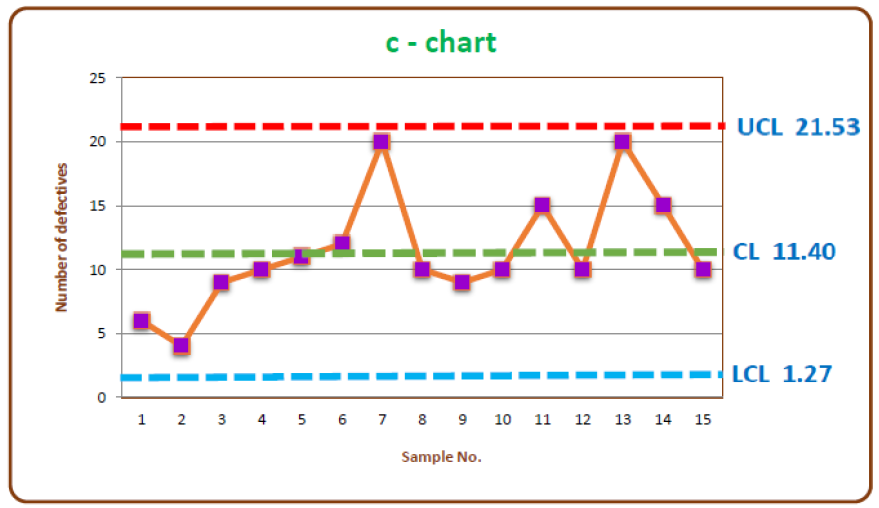 c - chart
25
UCL 21.53
20
15
Number of defectives
CL 11.40
10
5
LCL 1.27
0
1 2 3 4 5 6 7 8 9 10 11 12 13 14 15
Sample No.